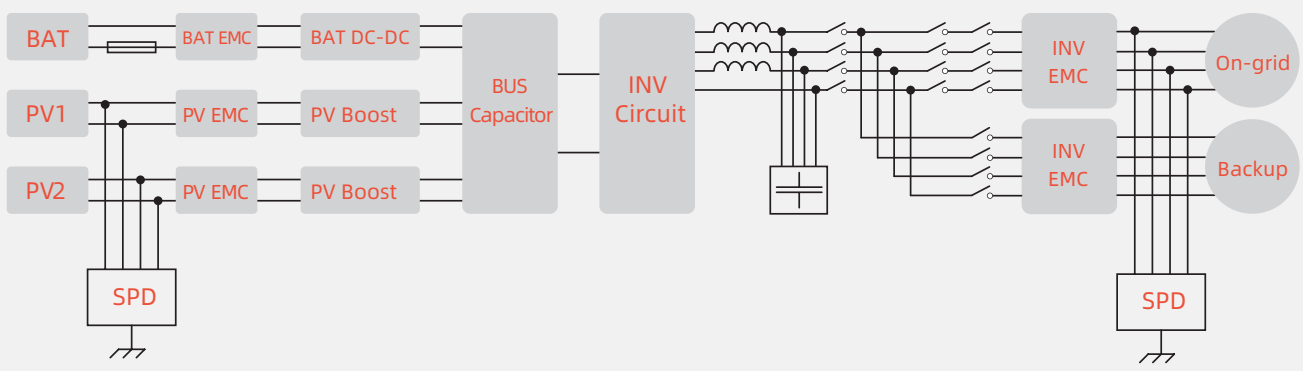 BAT
BAT EMC
BAT DC-DC
PV1
PV EMC
PV Boost
PV2
PV EMC
PV Boost
SPD
BUS
Capacitor
INV
Circuit
INV
EMC
On-grid
INV
EMC
Backup
SPD